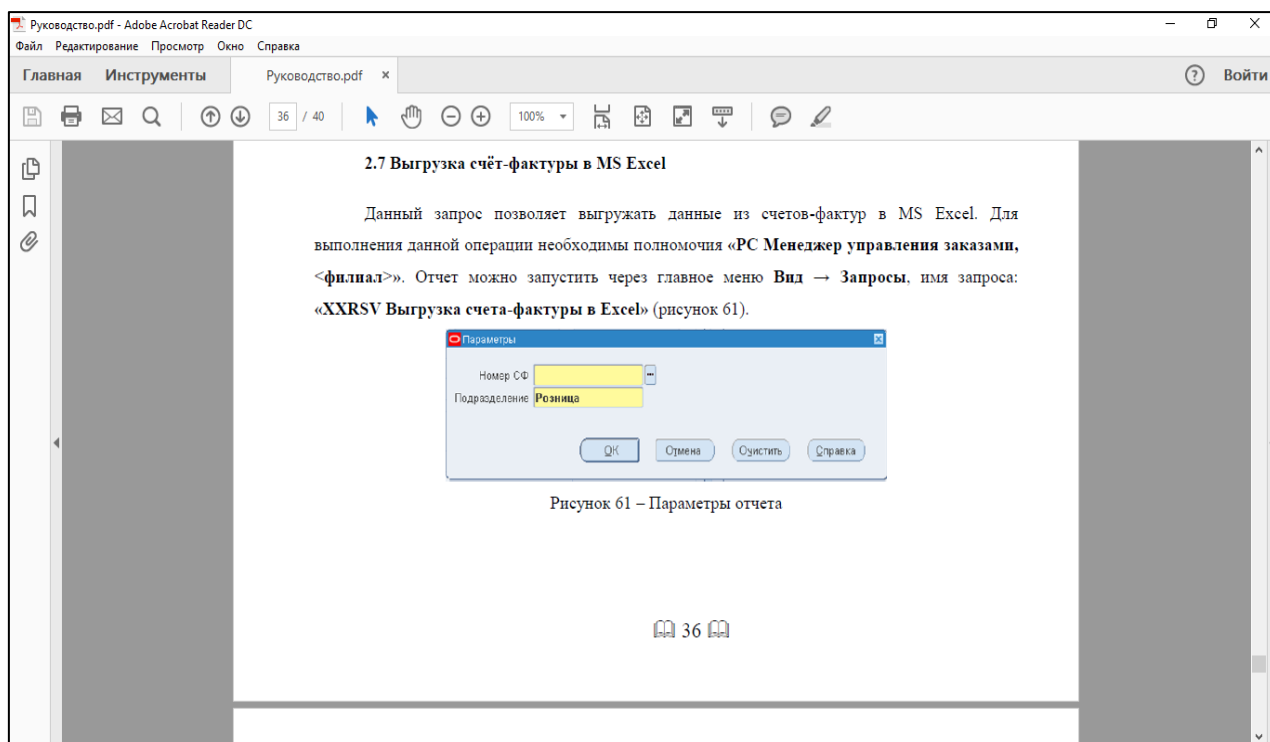 Руководство.pdf - Adobe Acrobat Reader DC
Файл Редактирование Просмотр Окно Справка
Главная Инструменты Руководство.pdf × ? Войти
36 / 40 100%
2.7 Выгрузка счёт-фактуры в MS Excel
Данный запрос позволяет выгружать данные из счетов-фактур в MS Excel. Для
выполнения данной операции необходимы полномочия «РС Менеджер управления заказами,
<филиал>». Отчет можно запустить через главное меню Вид → Запросы, имя запроса:
«XXRSV Выгрузка счета-фактуры в Excel» (рисунок 61).
Параметры
Номер СФ
Подразделение Розница
OK Отмена Очистить Справка
Рисунок 61 – Параметры отчета
36